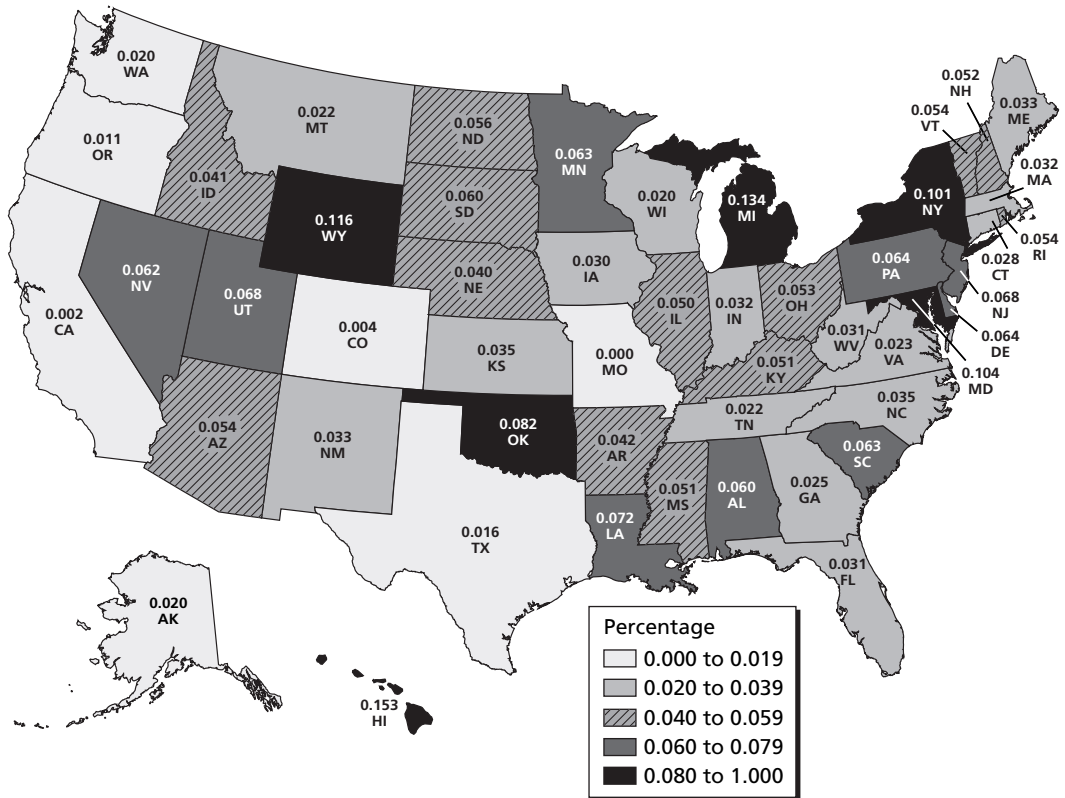 0.020
WA
0.011
OR
0.002
CA
0.062
NV
0.041
ID
0.022
MT
0.116
WY
0.068
UT
0.004
CO
0.054
AZ
0.033
NM
0.056
ND
0.060
SD
0.040
NE
0.035
KS
0.082
OK
0.016
TX
0.063
MN
0.030
IA
0.000
MO
0.042
AR
0.072
LA
0.020
WI
0.050
IL
0.134
MI
0.032
IN
0.053
OH
0.051
KY
0.022
TN
0.051
MS
0.060
AL
0.025
GA
0.031
FL
0.063
SC
0.035
NC
0.023
VA
0.031
WV
0.064
PA
0.101
NY
0.054
VT
0.052
NH
0.033
ME
0.032
MA
0.054
RI
0.028
CT
0.068
NJ
0.064
DE
0.104
MD
0.020
AK
0.153
HI
Percentage
0.000 to 0.019
0.020 to 0.039
0.040 to 0.059
0.060 to 0.079
0.080 to 1.000